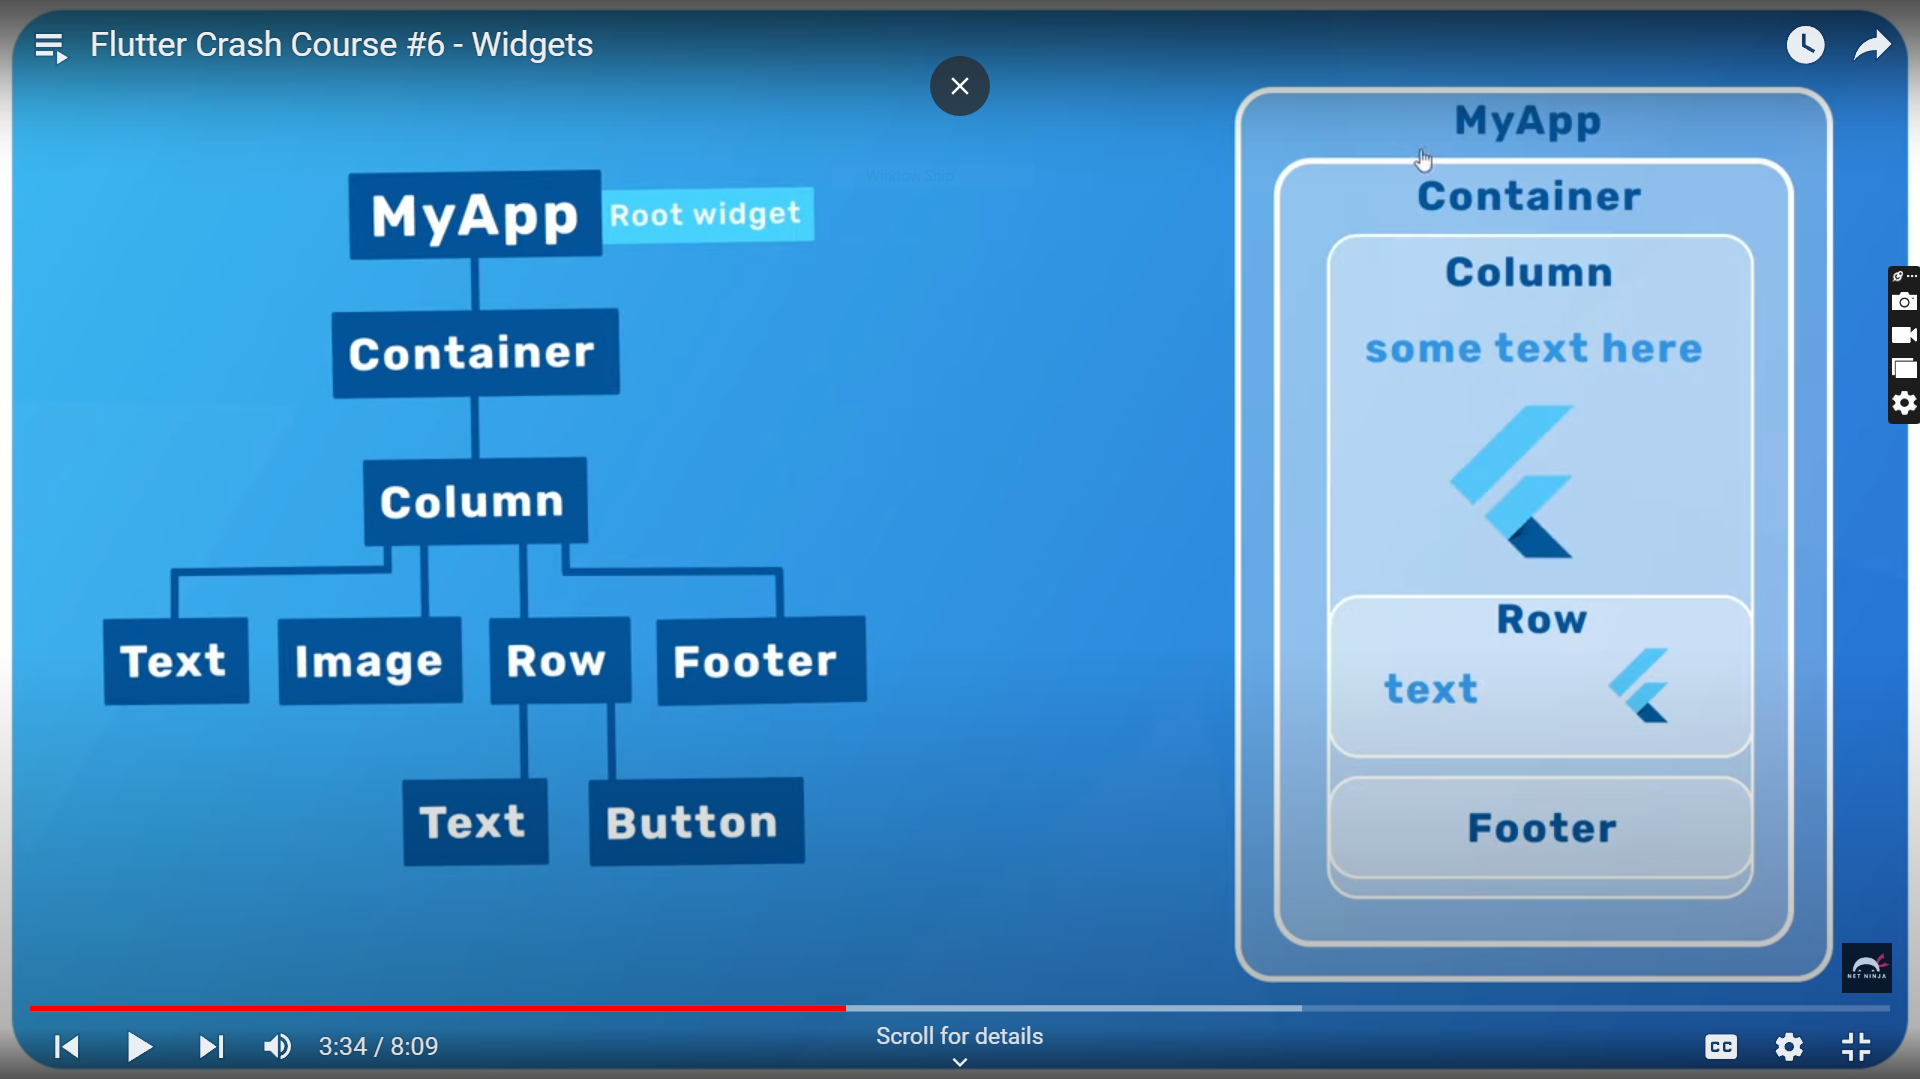 Flutter Crash Course #6 - Widgets
MyApp
Root widget
Container
Column
Text
Image
Row
Footer
Text
Button
MyApp
Container
Column
some text here
Row
text
Footer
NET NINJA
3:34 / 8:09
Scroll for details
CC